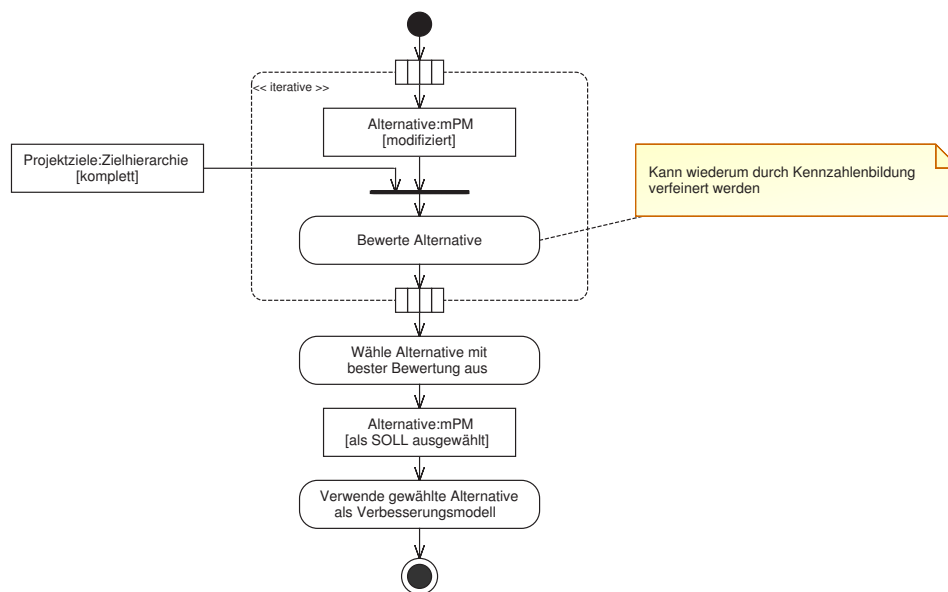 << iterative >>
Alternative:mPM
[modifiziert]
Projektziele:Zielhierarchie
[komplett]
Kann wiederum durch Kennzahlenbildung
verfeinert werden
Bewerte Alternative
Wähle Alternative mit
bester Bewertung aus
Alternative:mPM
[als SOLL ausgewählt]
Verwende gewählte Alternative
als Verbesserungsmodell